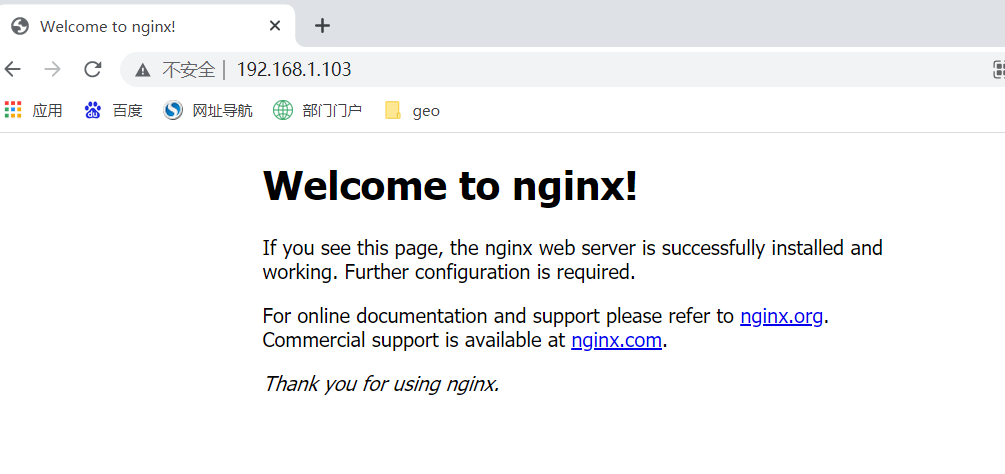 Welcome to nginx!
不安全 | 192.168.1.103
应用 百度 网址导航 部门门户 geo
Welcome to nginx!
If you see this page, the nginx web server is successfully installed and
working. Further configuration is required.
For online documentation and support please refer to nginx.org.
Commercial support is available at nginx.com.
Thank you for using nginx.